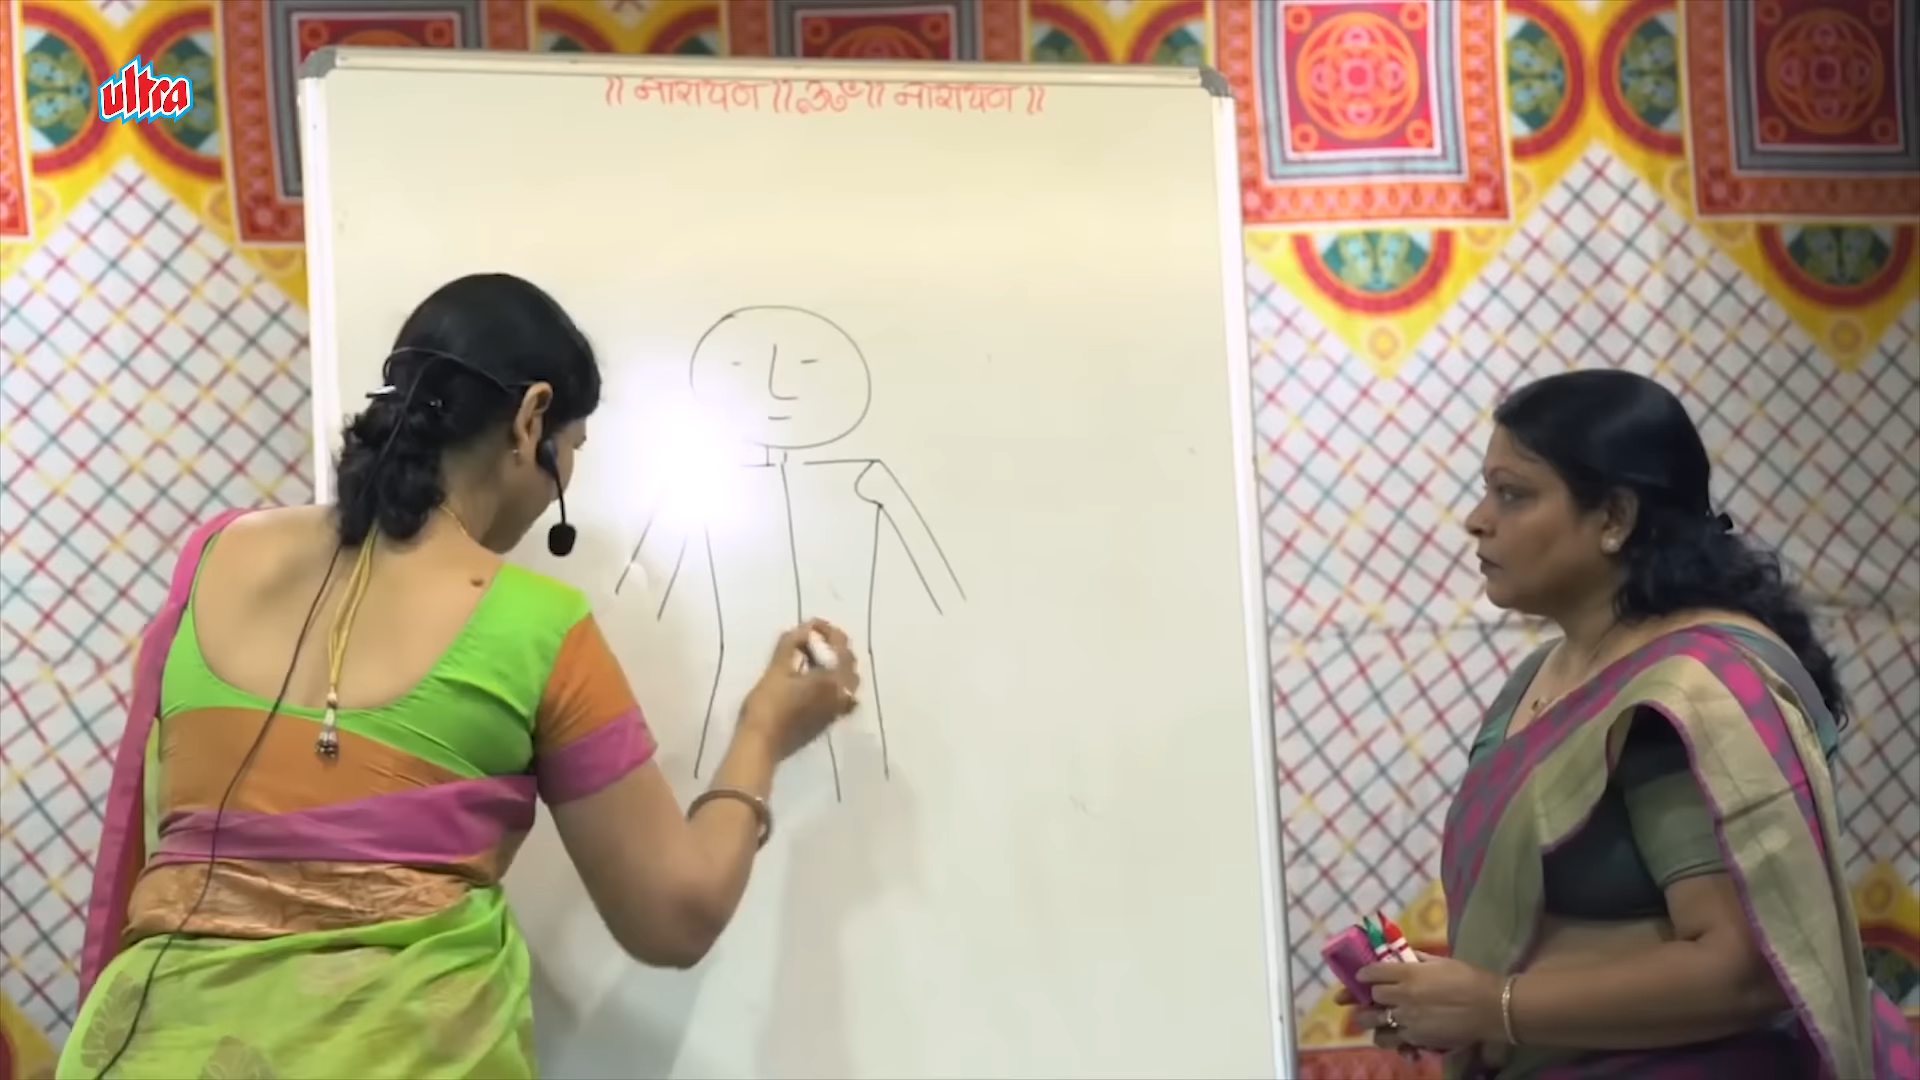 ultra
॥ नारायण ॥ ॐ ॥ नारायण ॥